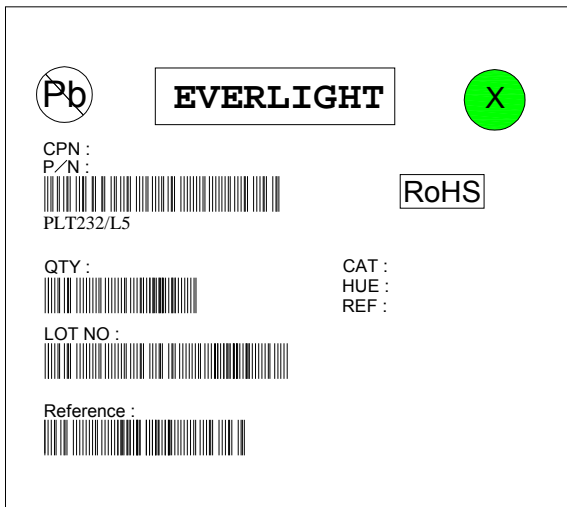 Pb
EVERLIGHT
X
CPN :
P/N :
RoHS
PLT232/L5
QTY :
CAT :
HUE :
REF :
LOT NO :
Reference :